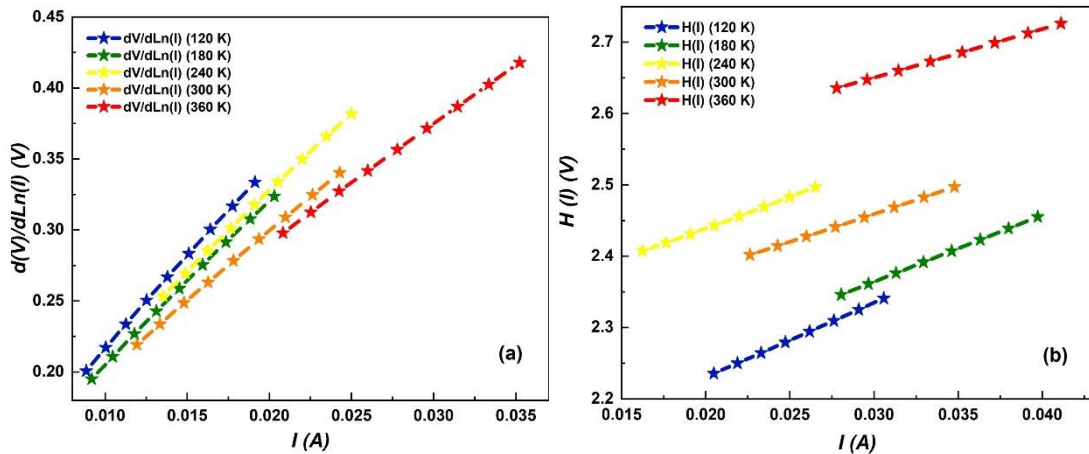 0.45
0.40
0.35
0.30
0.25
0.20
d(V)/dLn(I) (V)
dV/dLn(I) (120 K)
dV/dLn(I) (180 K)
dV/dLn(I) (240 K)
dV/dLn(I) (300 K)
dV/dLn(I) (360 K)
(a)
0.010 0.015 0.020 0.025 0.030 0.035
I (A)
2.7
2.6
2.5
2.4
2.3
2.2
H (I) (V)
H(I) (120 K)
H(I) (180 K)
H(I) (240 K)
H(I) (300 K)
H(I) (360 K)
(b)
0.015 0.020 0.025 0.030 0.035 0.040
I (A)